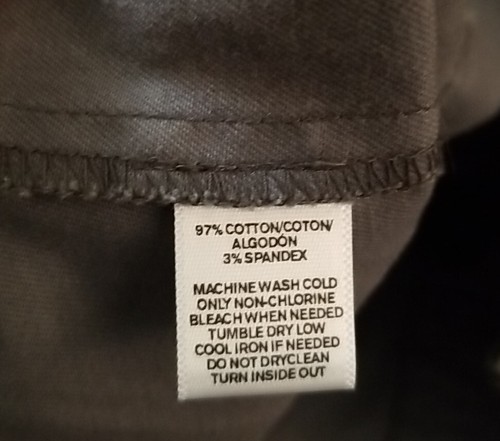 97% COTTON/COTON/
ALGODÓN
3% SPANDEX
MACHINE WASH COLD
ONLY NON-CHLORINE
BLEACH WHEN NEEDED
TUMBLE DRY LOW
COOL IRON IF NEEDED
DO NOT DRYCLEAN
TURN INSIDE OUT